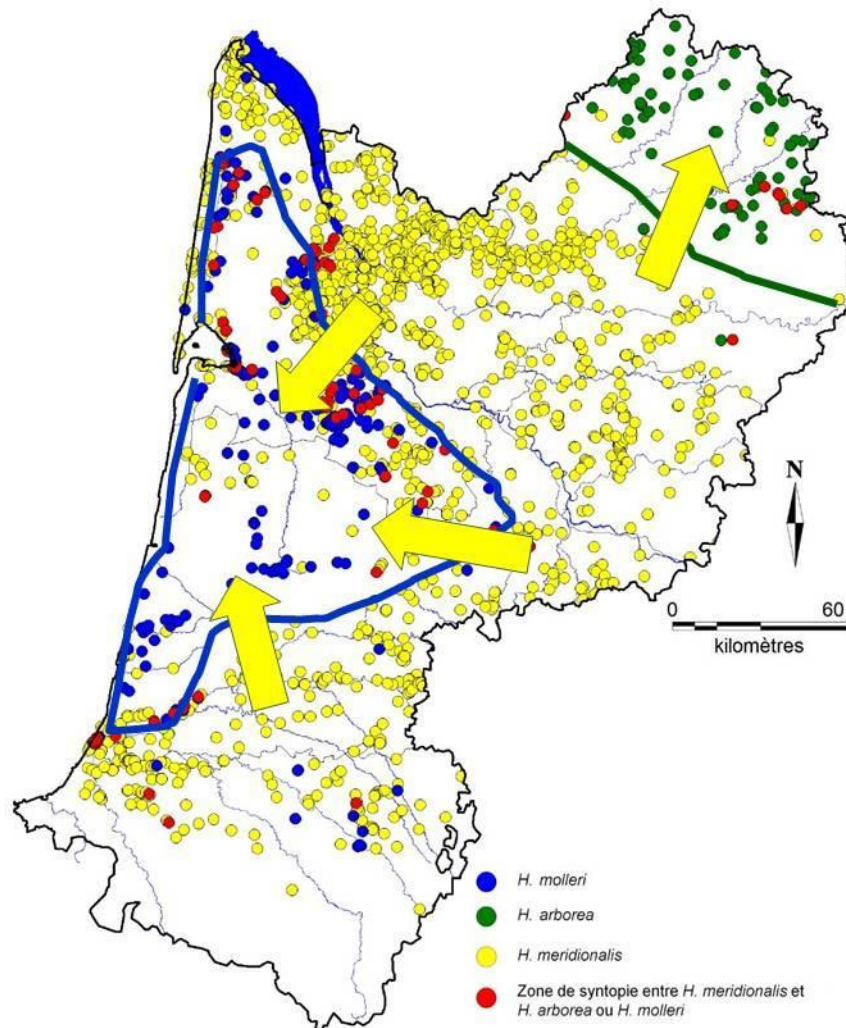 N
0 60
kilomètres
H. molleri
H. arborea
H. meridionalis
Zone de syntopie entre H. meridionalis et
H. arborea ou H. molleri